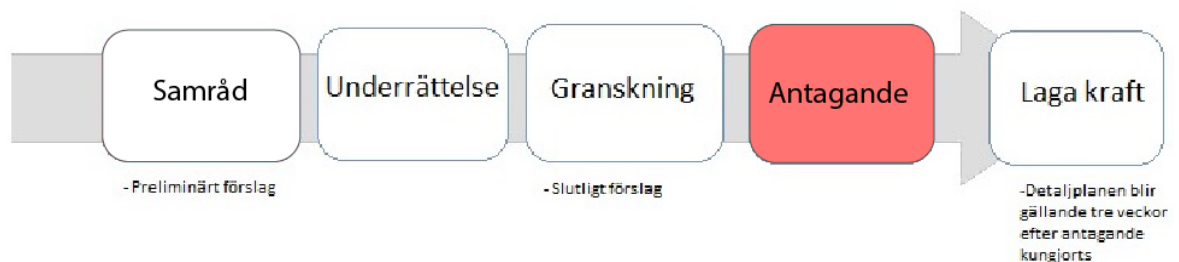 Samråd
Underrättelse
Granskning
Antagande
Laga kraft
- Preliminärt förslag
- Slutligt förslag
-Detaljplanen blir
gällande tre veckor
efter antagande
kungjorts